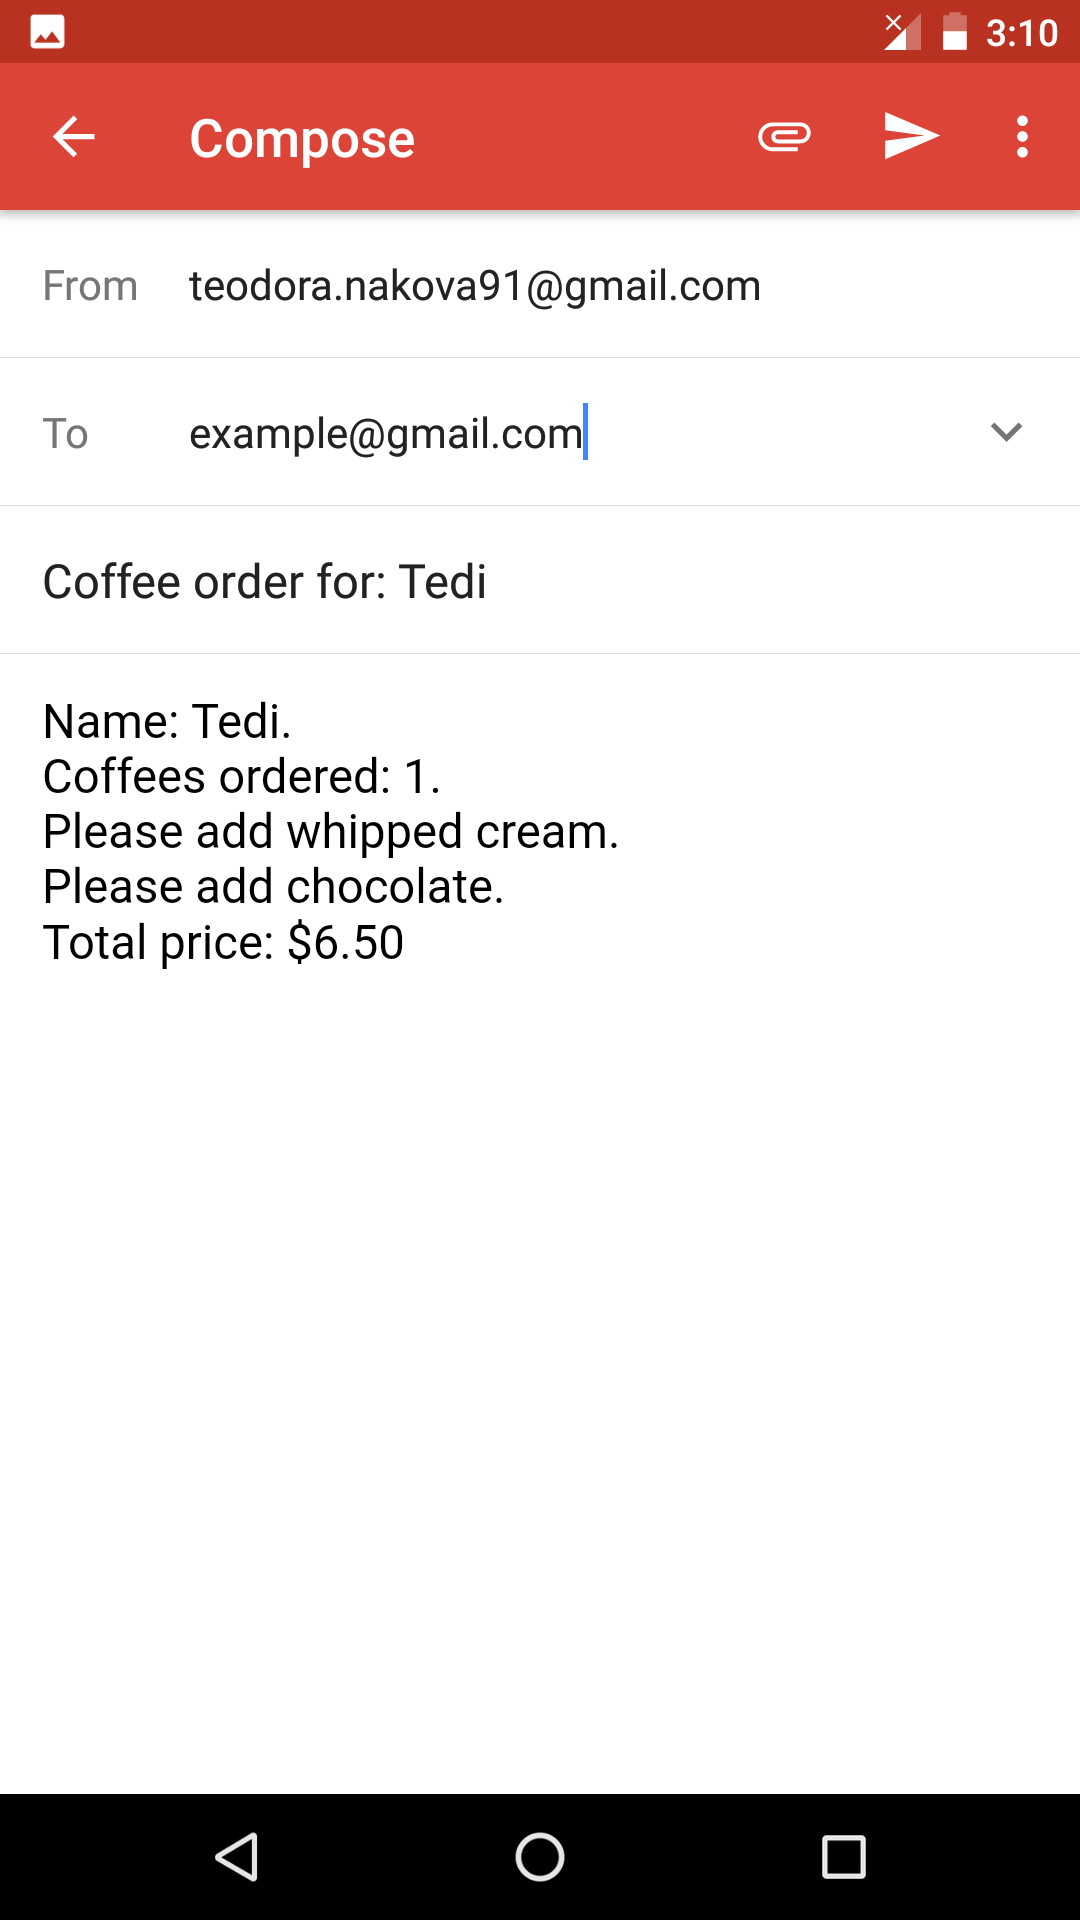 3:10
Compose
From teodora.nakova91@gmail.com
To example@gmail.com
Coffee order for: Tedi
Name: Tedi.
Coffees ordered: 1.
Please add whipped cream.
Please add chocolate.
Total price: $6.50